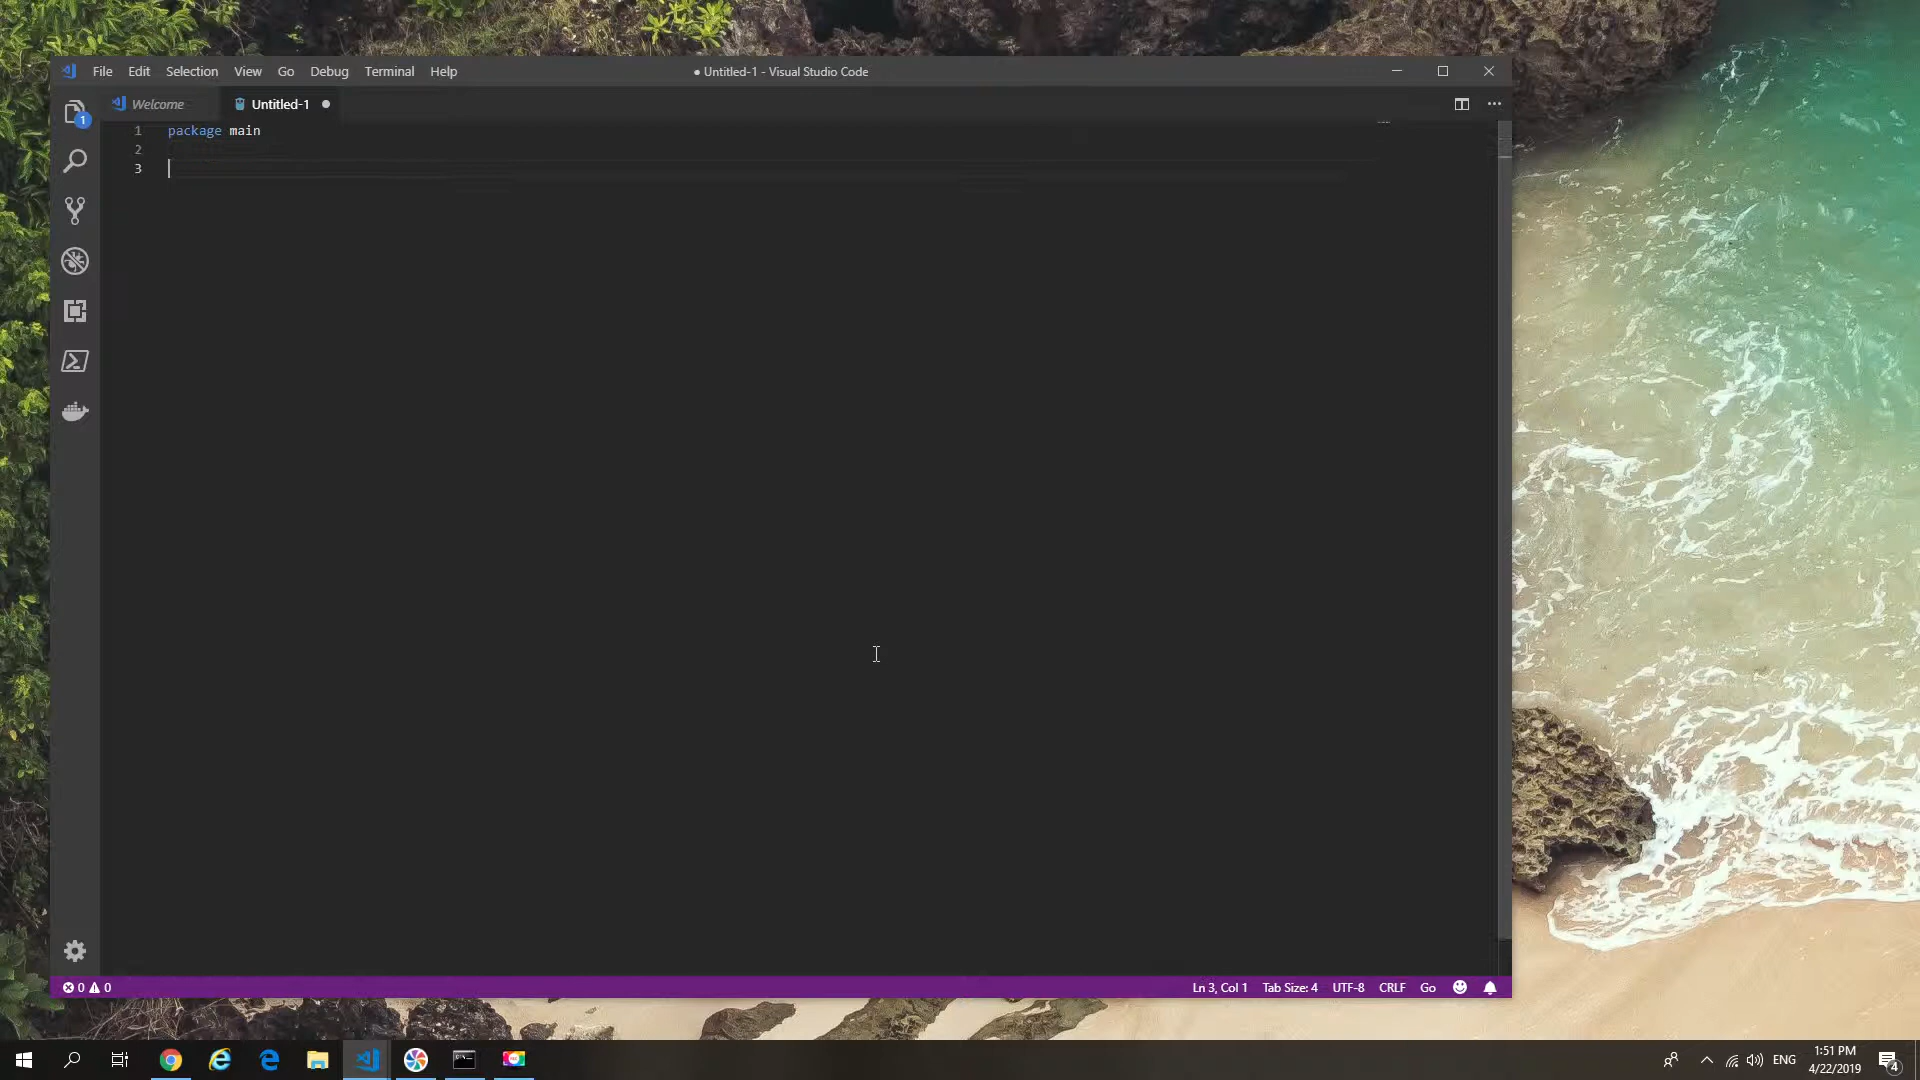 File Edit Selection View Go Debug Terminal Help
● Untitled-1 - Visual Studio Code
Welcome
Untitled-1 ●
1
1 package main
2
3
0 0
Ln 3, Col 1 Tab Size: 4 UTF-8 CRLF Go
ENG
1:51 PM
4/22/2019
4